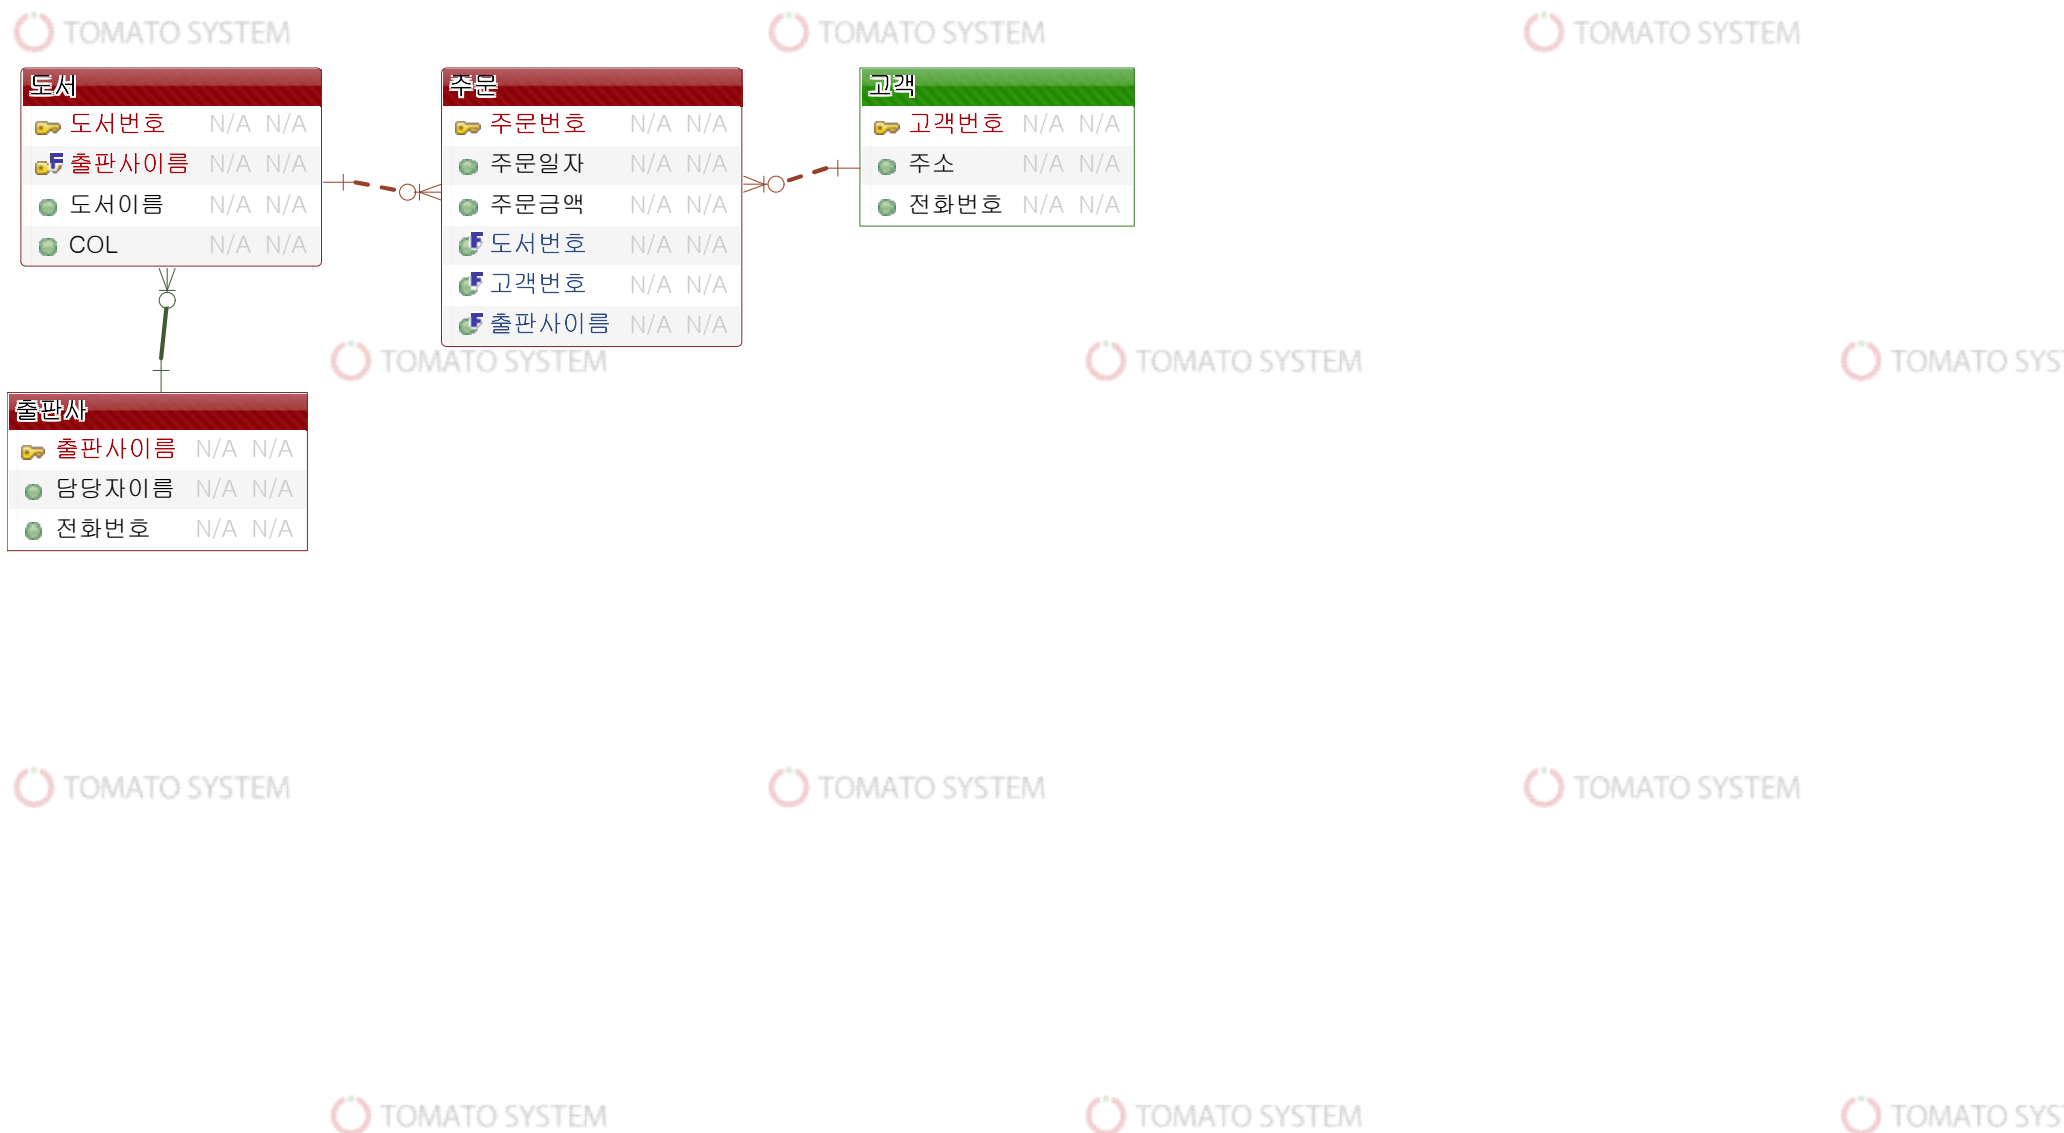 TOMATO SYSTEM TOMATO SYSTEM TOMATO SYSTEM
도서
도서번호 N/A N/A
출판사이름 N/A N/A
도서이름 N/A N/A
COL N/A N/A
주문
주문번호 N/A N/A
주문일자 N/A N/A
주문금액 N/A N/A
도서번호 N/A N/A
고객번호 N/A N/A
출판사이름 N/A N/A
고객
고객번호 N/A N/A
주소 N/A N/A
전화번호 N/A N/A
TOMATO SYSTEM TOMATO SYSTEM TOMATO SYS
출판사
출판사이름 N/A N/A
담당자이름 N/A N/A
전화번호 N/A N/A
TOMATO SYSTEM TOMATO SYSTEM TOMATO SYSTEM
TOMATO SYSTEM TOMATO SYSTEM TOMATO SYS